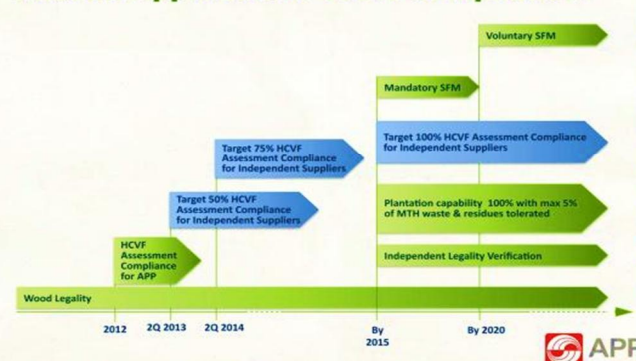 Voluntary SFM
Mandatory SFM
Target 75% HCVF
Assessment Compliance
for Independent Suppliers
Target 100% HCVF Assessment Compliance
for Independent Suppliers
Target 50% HCVF
Assessment Compliance
for Independent Suppliers
Plantation capability 100% with max 5%
of MTH waste & residues tolerated
HCVF
Assessment
Compliance
for APP
Independent Legality Verification
Wood Legality
2012
2Q 2013
2Q 2014
By
2015
By 2020
APP